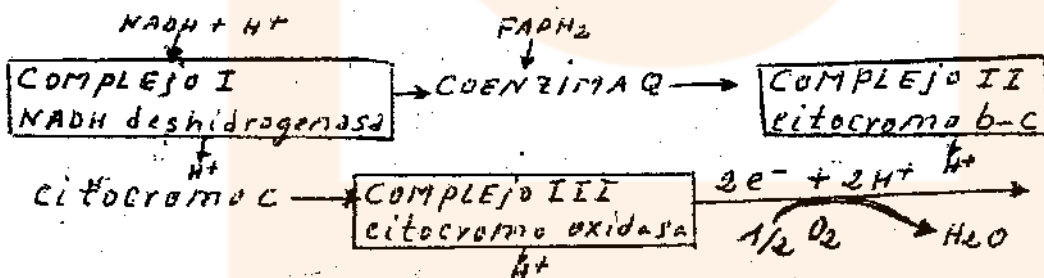 NADH + H+ FADH2
COMPLEJO I → COENZIMA Q → COMPLEJO II
NADH deshidrogenasa citocromo b-c
H+ H+
citocromo c → COMPLEJO III 2e- + 2H+
citocromo oxidasa 1/2 O2 H2O
H+